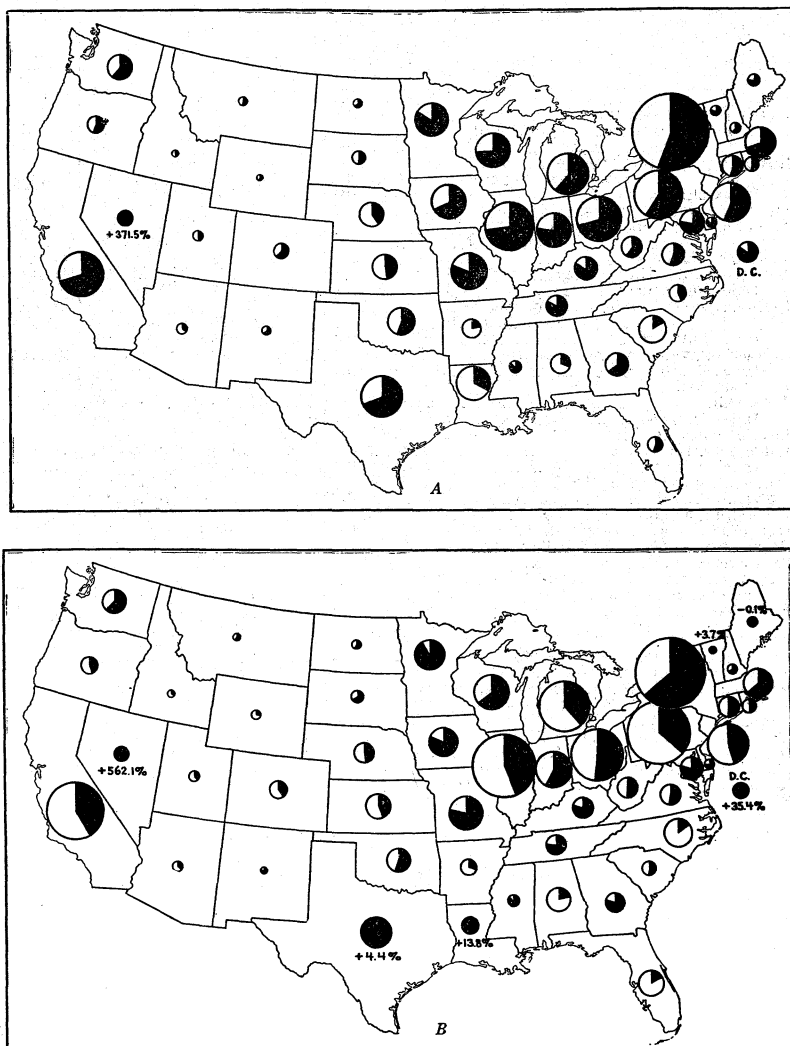 +371.5%
D. C.
A
-0.1%
+3.7%
+562.1%
D.C.
+35.4%
+13.8%
+4.4%
B